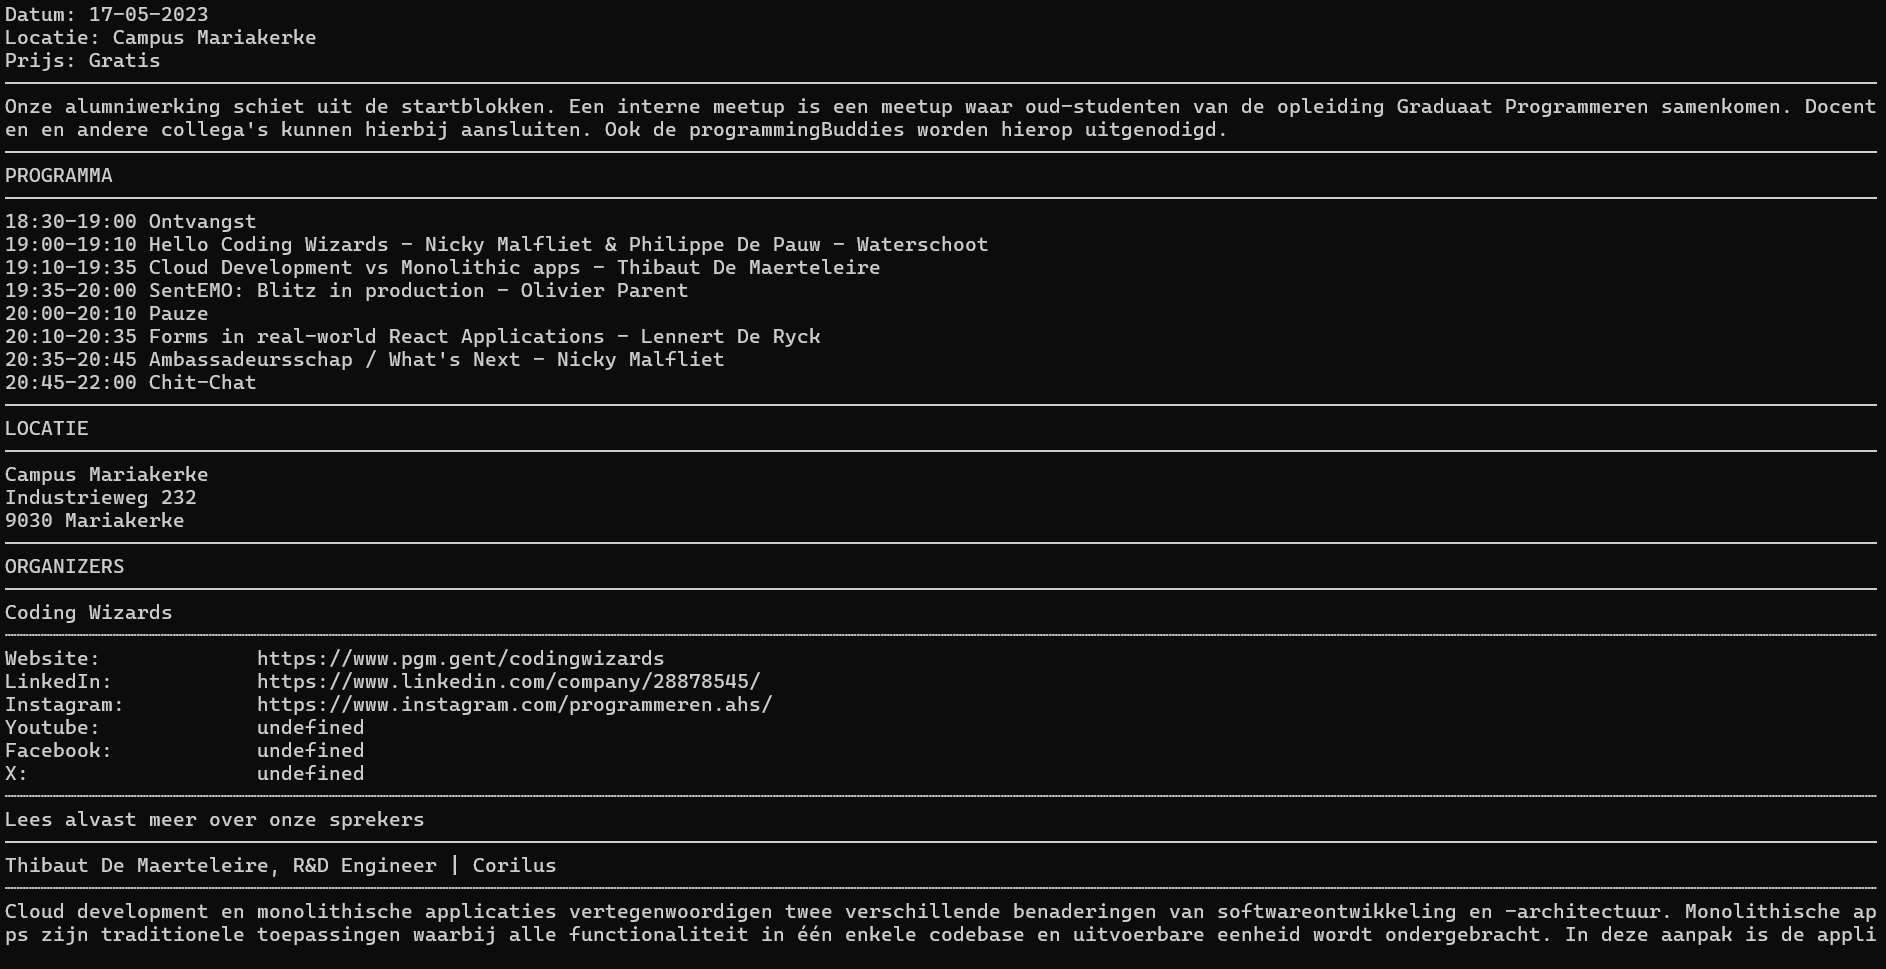 Datum: 17-05-2023
Locatie: Campus Mariakerke
Prijs: Gratis
Onze alumniwerking schiet uit de startblokken. Een interne meetup is een meetup waar oud-studenten van de opleiding Graduaat Programmeren samenkomen. Docent
en en andere collega's kunnen hierbij aansluiten. Ook de programmingBuddies worden hierop uitgenodigd.
PROGRAMMA
18:30-19:00 Ontvangst
19:00-19:10 Hello Coding Wizards - Nicky Malfliet & Philippe De Pauw - Waterschoot
19:10-19:35 Cloud Development vs Monolithic apps - Thibaut De Maerteleire
19:35-20:00 SentEMO: Blitz in production - Olivier Parent
20:00-20:10 Pauze
20:10-20:35 Forms in real-world React Applications - Lennert De Ryck
20:35-20:45 Ambassadeursschap / What's Next - Nicky Malfliet
20:45-22:00 Chit-Chat
LOCATIE
Campus Mariakerke
Industrieweg 232
9030 Mariakerke
ORGANIZERS
Coding Wizards
Website: https://www.pgm.gent/codingwizards
LinkedIn: https://www.linkedin.com/company/28878545/
Instagram: https://www.instagram.com/programmeren.ahs/
Youtube: undefined
Facebook: undefined
X: undefined
Lees alvast meer over onze sprekers
Thibaut De Maerteleire, R&D Engineer | Corilus
Cloud development en monolithische applicaties vertegenwoordigen twee verschillende benaderingen van softwareontwikkeling en -architectuur. Monolithische ap
ps zijn traditionele toepassingen waarbij alle functionaliteit in één enkele codebase en uitvoerbare eenheid wordt ondergebracht. In deze aanpak is de appli